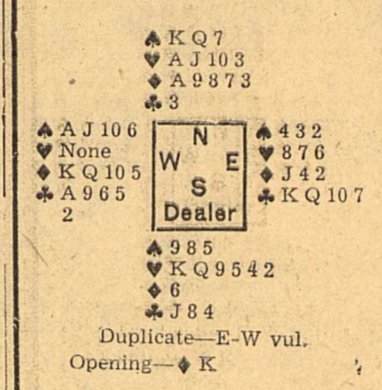 ♠ K Q 7
♥ A J 10 3
♦ A 9 8 7 3
♣ 3
♠ A J 10 6
♥ None
♦ K Q 10 5
♣ A 9 6 5
2
N
W E
S
Dealer
♠ 4 3 2
♥ 8 7 6
♦ J 4 2
♣ K Q 10 7
♠ 9 8 5
♥ K Q 9 5 4 2
♦ 6
♣ J 8 4
Duplicate—E-W vul.
Opening—♦ K